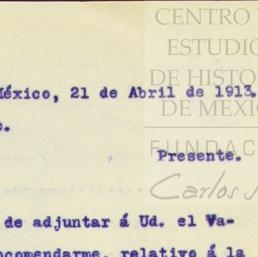 CENTRO
ESTUDIO
DE HISTO
DE MEXIC
FUNDAC
Carlos
México, 21 de Abril de 1913.
o.
Presente.
de adjuntar á Ud. el Va-
ncomendarme, relativo á la